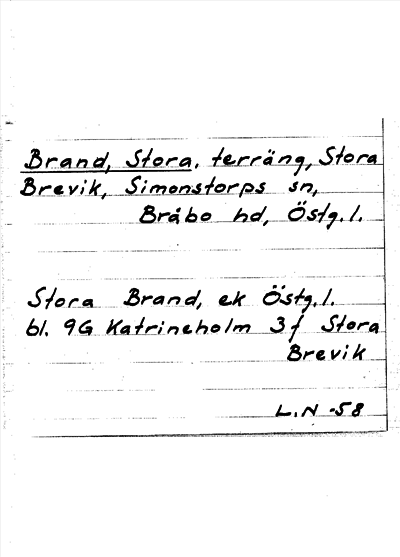 Brand, Stora. terräng, Stora
Brevik, Simonstorps sn,
Bråbo hd, Östg.l.
Stora Brand, ek Östg.l.
bl. 9G Katrineholm 3f Stora
Brevik
L.N -58